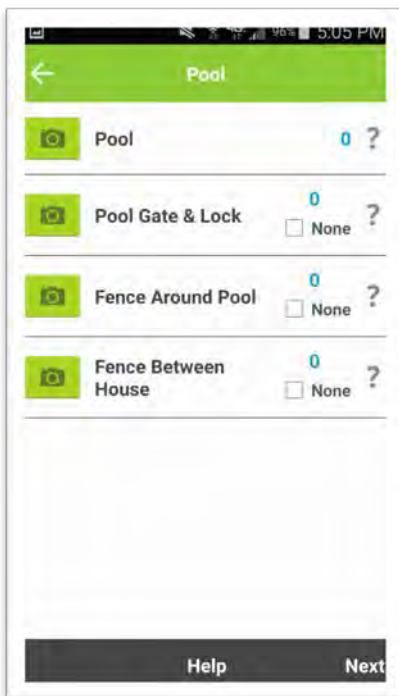 96% 5:05 PM
Pool
Pool 0 ?
0
Pool Gate & Lock ?
None
0
Fence Around Pool ?
None
Fence Between 0
House None ?
Help Next